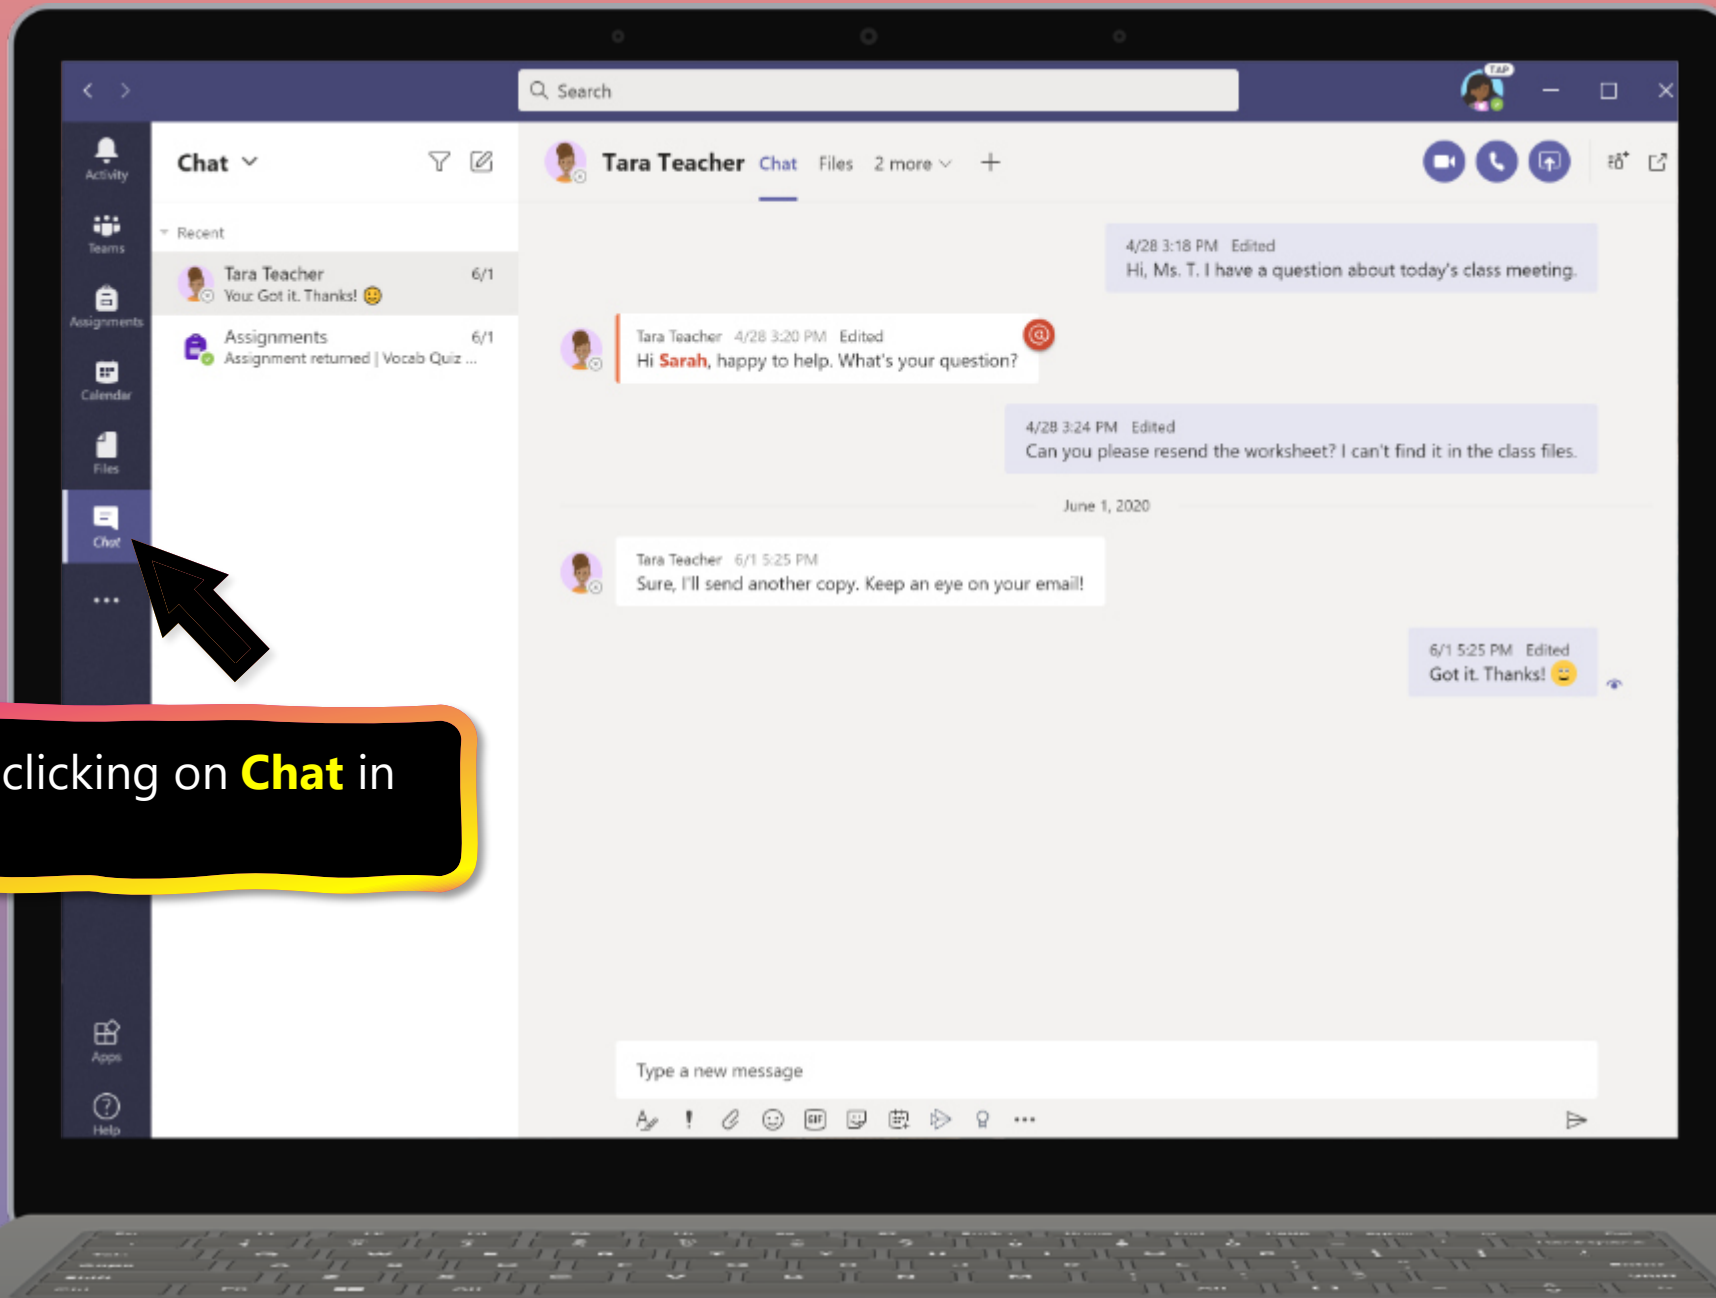 Search
TAP
Activity
Teams
Assignments
Calendar
Files
Chat
Apps
Help
Chat
Recent
Tara Teacher 6/1
You: Got it. Thanks!
Assignments 6/1
Assignment returned | Vocab Quiz ...
Tara Teacher Chat Files 2 more
4/28 3:18 PM Edited
Hi, Ms. T. I have a question about today's class meeting.
Tara Teacher 4/28 3:20 PM Edited
Hi Sarah, happy to help. What's your question?
4/28 3:24 PM Edited
Can you please resend the worksheet? I can't find it in the class files.
June 1, 2020
Tara Teacher 6/1 5:25 PM
Sure, I'll send another copy. Keep an eye on your email!
6/1 5:25 PM Edited
Got it. Thanks!
Type a new message
GIF
clicking on Chat in